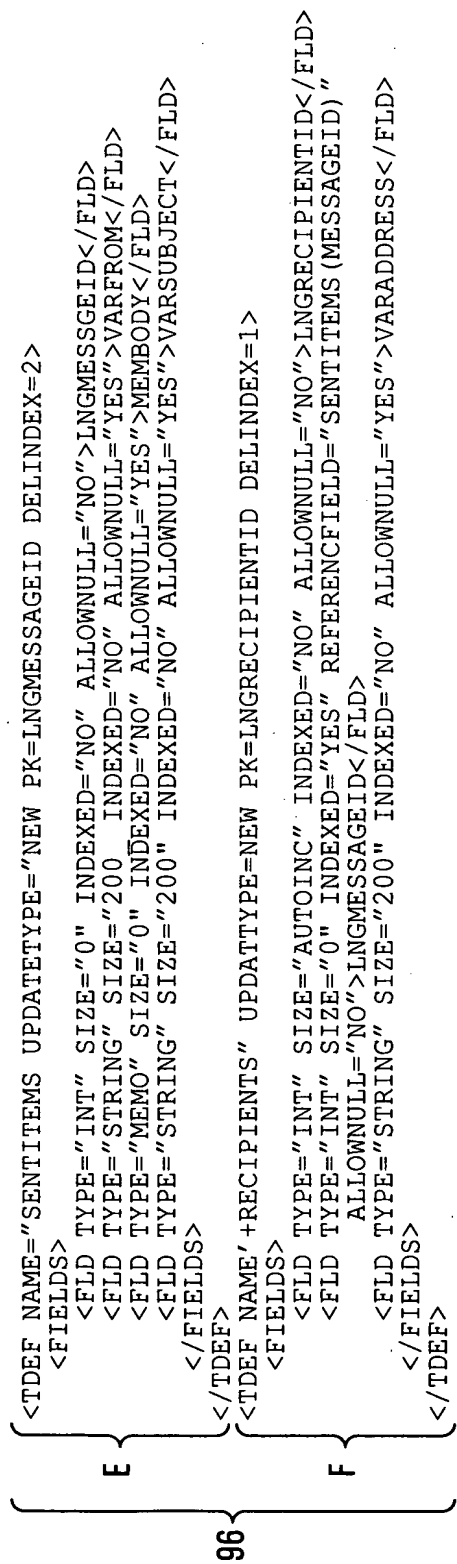 <TDEF NAME="SENTITEMS UPDATETYPE="NEW PK=LNGMESSAGEID DELINDEX=2>
<FIELDS>
<FLD TYPE="INT" SIZE="0" INDEXED="NO" ALLOWNULL="NO">LNGMESSGEID</FLD>
<FLD TYPE="STRING" SIZE="200 INDEXED="NO" ALLOWNULL="YES">VARFROM</FLD>
<FLD TYPE="MEMO" SIZE="0" INDEXED="NO" ALLOWNULL="YES">MEMBODY</FLD>
<FLD TYPE="STRING" SIZE="200" INDEXED="NO" ALLOWNULL="YES">VARSUBJECT</FLD>
</FIELDS>
</TDEF>
E
<TDEF NAME'+RECIPIENTS" UPDATTYPE=NEW PK=LNGRECIPIENTID DELINDEX=1>
<FIELDS>
<FLD TYPE="INT" SIZE="AUTOINC" INDEXED="NO" ALLOWNULL="NO">LNGRECIPIENTID</FLD>
<FLD TYPE="INT" SIZE="0" INDEXED="YES" REFERENCFIELD="SENTITEMS(MESSAGEID)"
ALLOWNULL="NO">LNGMESSAGEID</FLD>
<FLD TYPE="STRING" SIZE="200" INDEXED="NO" ALLOWNULL="YES">VARADDRESS</FLD>
</FIELDS>
</TDEF>
F
96